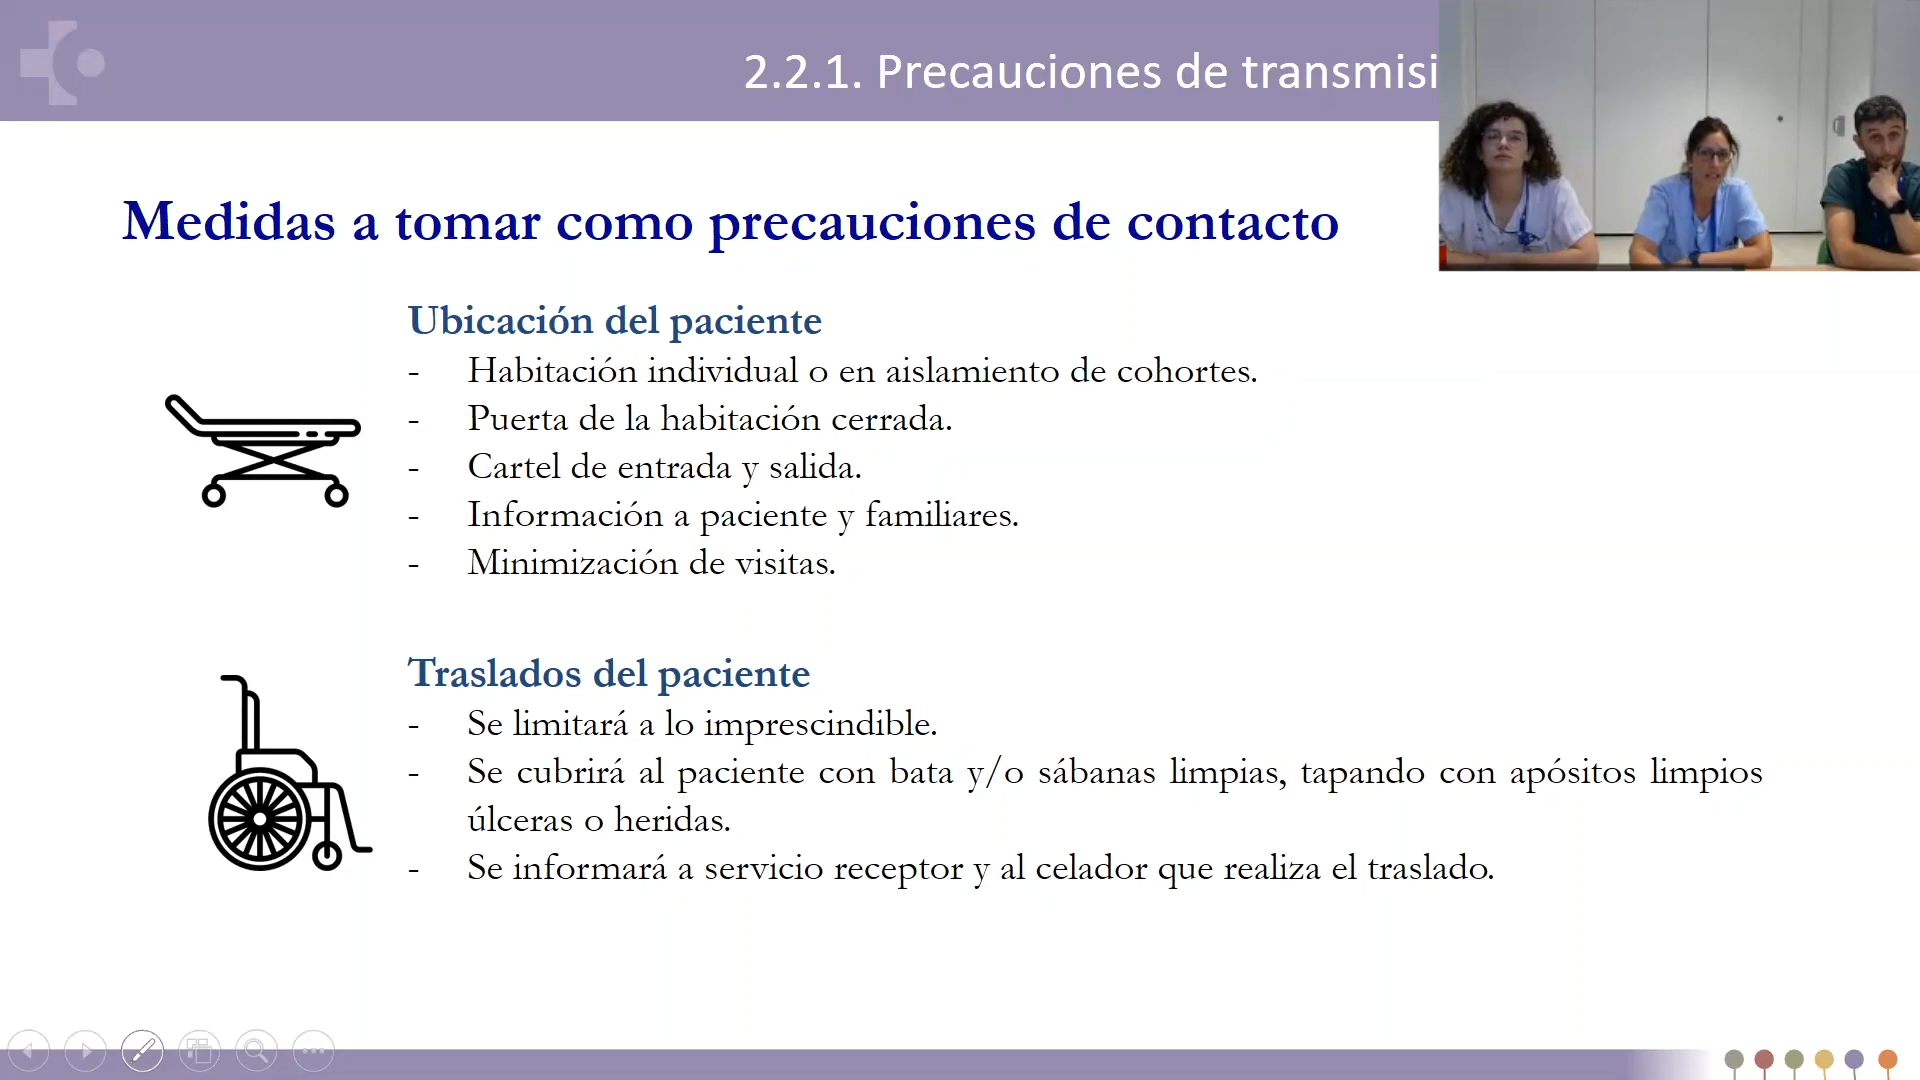 2.2.1. Precauciones de transmisi
Medidas a tomar como precauciones de contacto
Ubicación del paciente
- Habitación individual o en aislamiento de cohortes.
- Puerta de la habitación cerrada.
- Cartel de entrada y salida.
- Información a paciente y familiares.
- Minimización de visitas.
Traslados del paciente
- Se limitará a lo imprescindible.
- Se cubrirá al paciente con bata y/o sábanas limpias, tapando con apósitos limpios
úlceras o heridas.
- Se informará a servicio receptor y al celador que realiza el traslado.